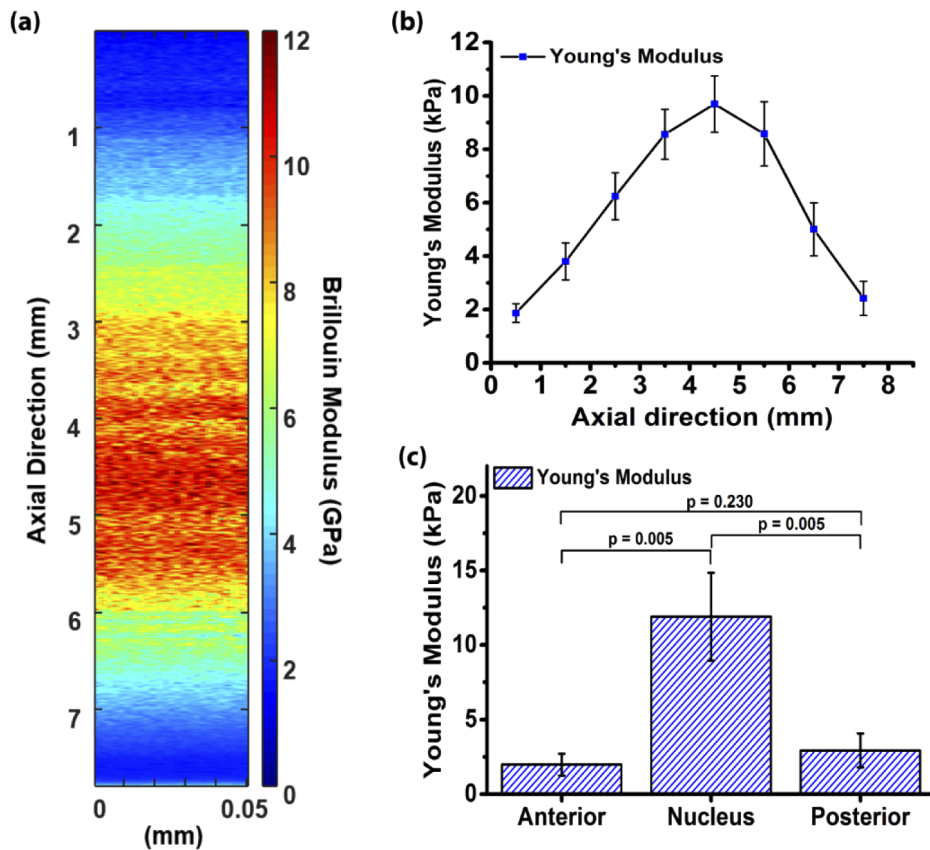 (a)
1
2
3
4
5
6
7
Axial Direction (mm)
0
0.05
(mm)
12
10
8
6
4
2
0
Brillouin Modulus (GPa)
(b)
Young's Modulus
12
10
8
6
4
2
0
Young's Modulus (kPa)
0 1 2 3 4 5 6 7 8
Axial direction (mm)
(c)
Young's Modulus
p = 0.230
p = 0.005
p = 0.005
20
15
10
5
0
Young's Modulus (kPa)
Anterior Nucleus Posterior